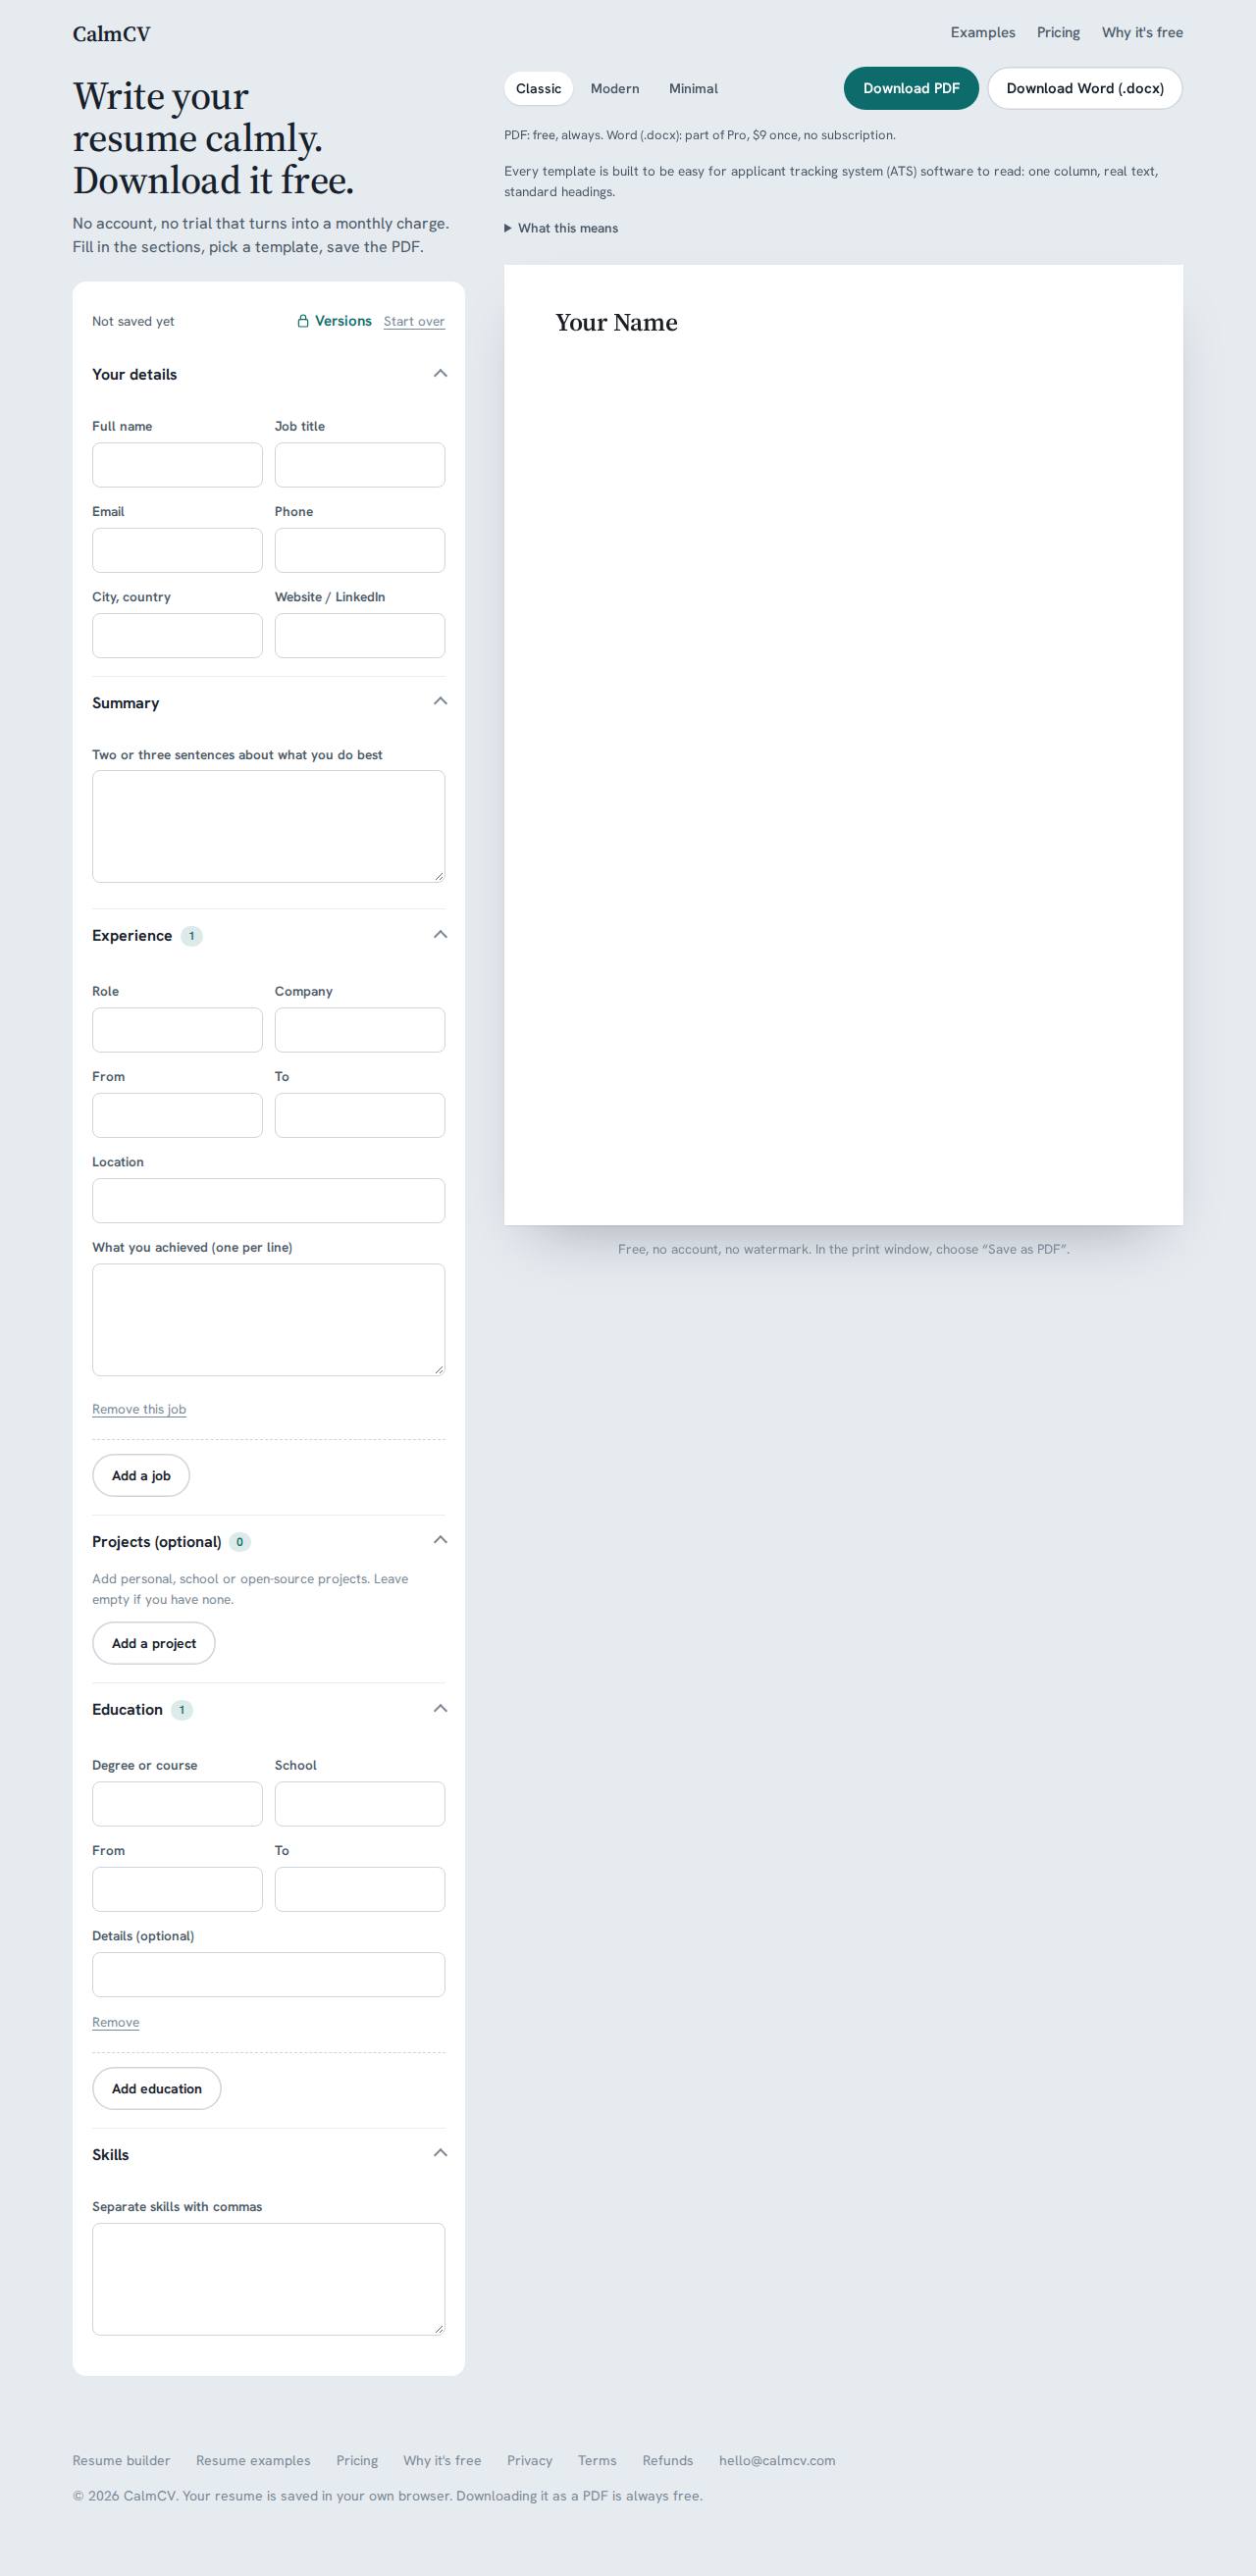 CalmCV
Examples Pricing Why it's free
Write your
resume calmly.
Download it free.
No account, no trial that turns into a monthly charge.
Fill in the sections, pick a template, save the PDF.
Not saved yet Versions Start over
Your details
Full name Job title
Email Phone
City, country Website / LinkedIn
Summary
Two or three sentences about what you do best
Experience 1
Role Company
From To
Location
What you achieved (one per line)
Remove this job
Add a job
Projects (optional) 0
Add personal, school or open-source projects. Leave
empty if you have none.
Add a project
Education 1
Degree or course School
From To
Details (optional)
Remove
Add education
Skills
Separate skills with commas
Classic Modern Minimal Download PDF Download Word (.docx)
PDF: free, always. Word (.docx): part of Pro, $9 once, no subscription.
Every template is built to be easy for applicant tracking system (ATS) software to read: one column, real text,
standard headings.
What this means
Your Name
Free, no account, no watermark. In the print window, choose “Save as PDF”.
Resume builder Resume examples Pricing Why it's free Privacy Terms Refunds hello@calmcv.com
© 2026 CalmCV. Your resume is saved in your own browser. Downloading it as a PDF is always free.